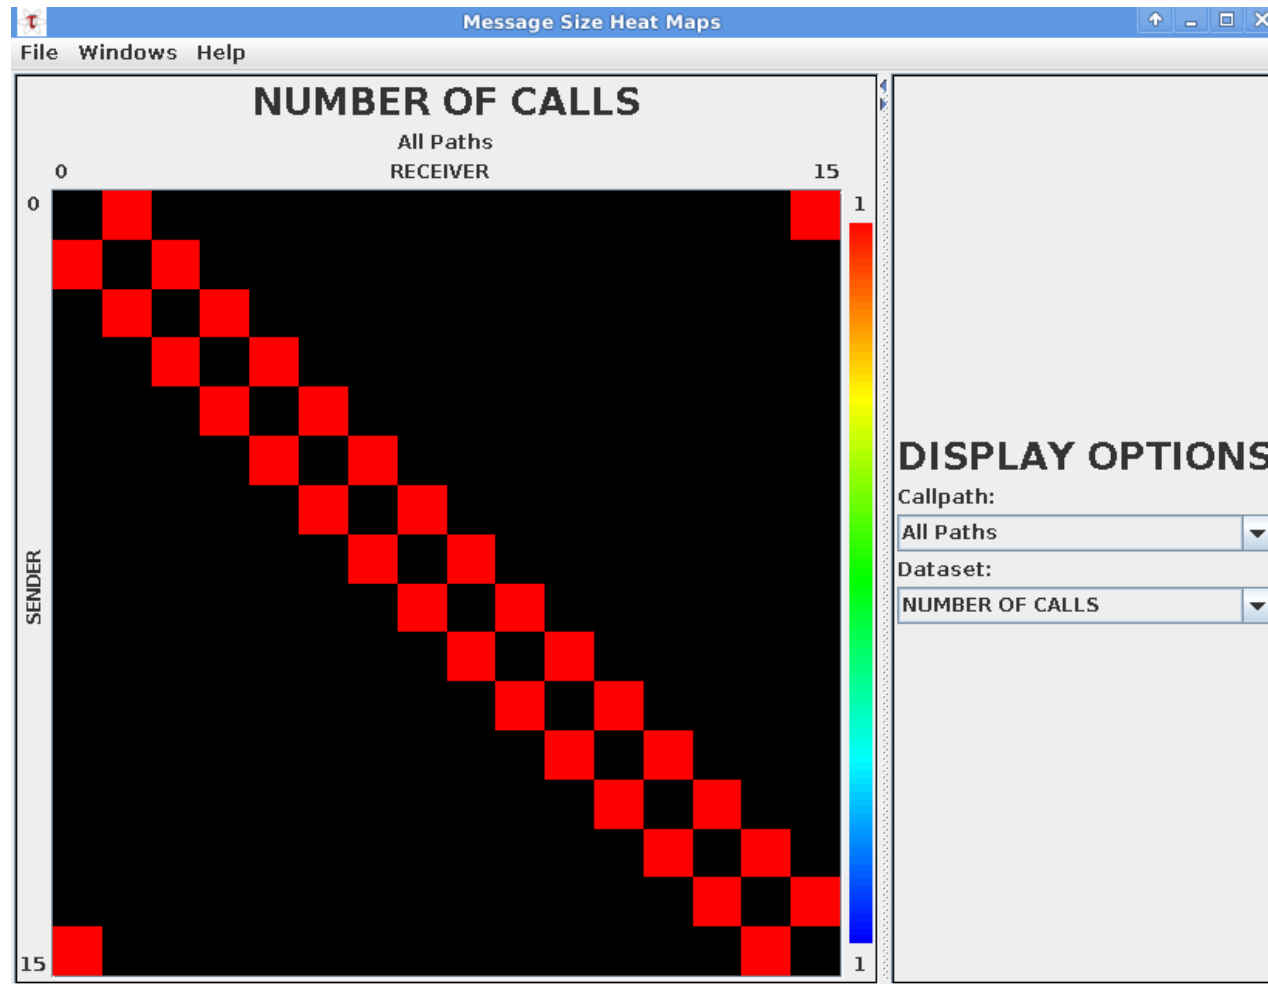 Message Size Heat Maps
File Windows Help
NUMBER OF CALLS
All Paths
0 RECEIVER 15
0
1
SENDER
15
1
DISPLAY OPTIONS
Callpath:
All Paths
Dataset:
NUMBER OF CALLS